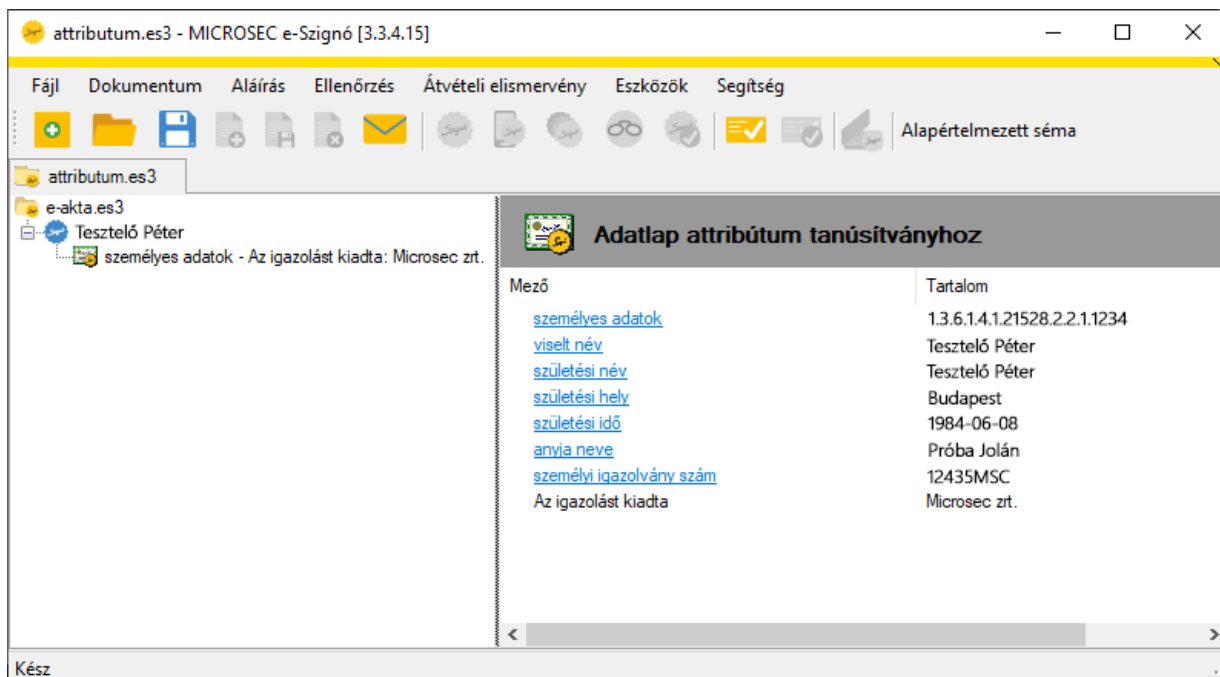 attributum.es3 - MICROSEC e-Szignó [3.3.4.15]
Fájl Dokumentum Aláírás Ellenőrzés Átvételi elismervény Eszközök Segítség
Alapértelmezett séma
attributum.es3
e-akta.es3
Tesztelő Péter
személyes adatok - Az igazolást kiadta: Microsec zrt.
Adatlap attribútum tanúsítványhoz
Mező Tartalom
személyes adatok 1.3.6.1.4.1.21528.2.2.1.1234
viselt név Tesztelő Péter
születési név Tesztelő Péter
születési hely Budapest
születési idő 1984-06-08
anyja neve Próba Jolán
személyi igazolvány szám 12435MSC
Az igazolást kiadta Microsec zrt.
Kész